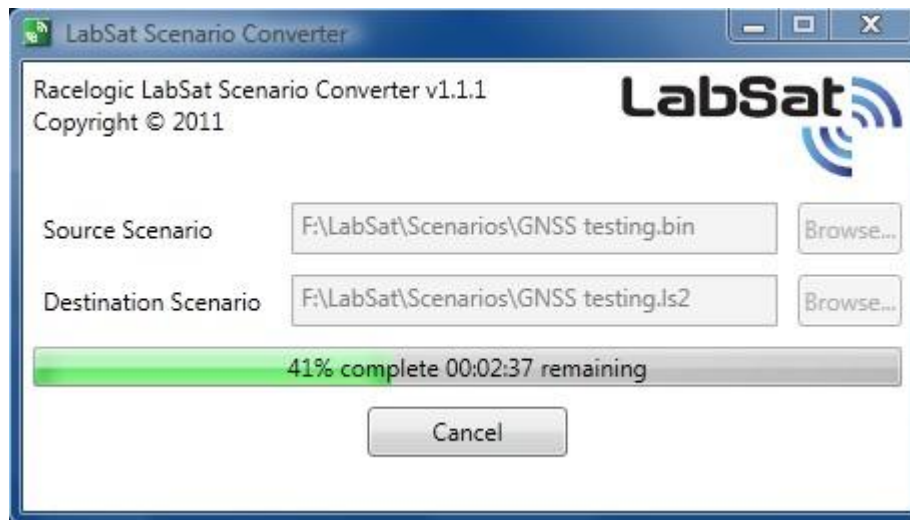 LabSat Scenario Converter
Racelogic LabSat Scenario Converter v1.1.1
Copyright © 2011
LabSat
Source Scenario
F:\LabSat\Scenarios\GNSS testing.bin
Browse...
Destination Scenario
F:\LabSat\Scenarios\GNSS testing.ls2
Browse...
41% complete 00:02:37 remaining
Cancel